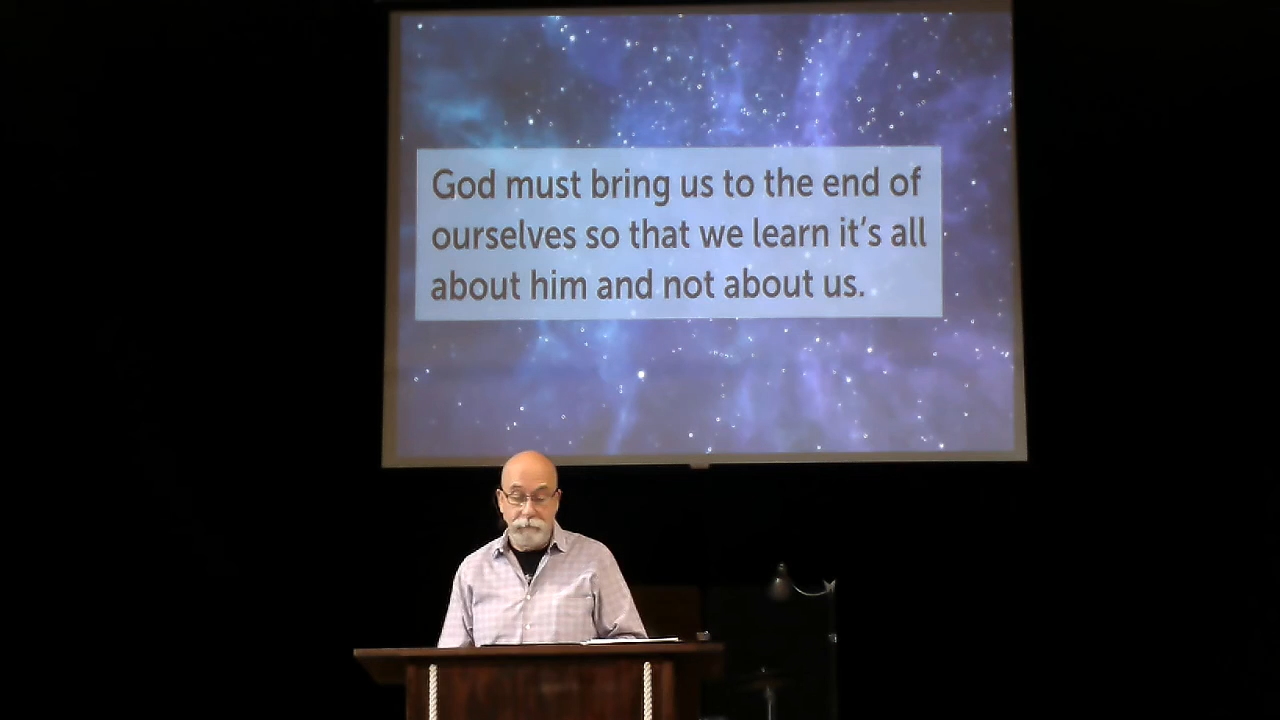 God must bring us to the end of
ourselves so that we learn it's all
about him and not about us.